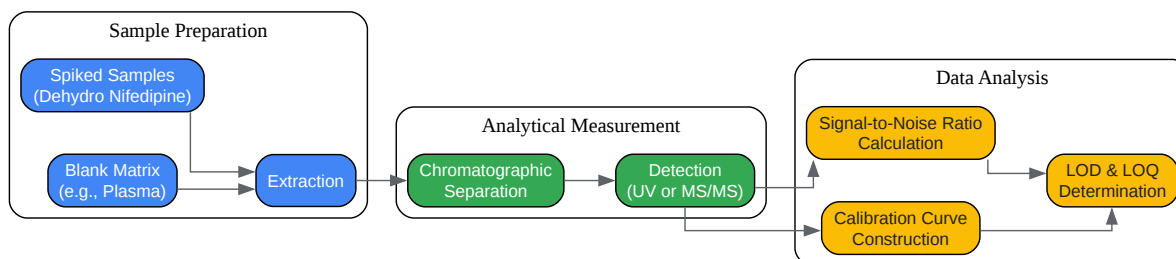 Sample Preparation
Spiked Samples
(Dehydro Nifedipine)
Blank Matrix
(e.g., Plasma)
Extraction
Analytical Measurement
Chromatographic
Separation
Detection
(UV or MS/MS)
Data Analysis
Signal-to-Noise Ratio
Calculation
Calibration Curve
Construction
LOD & LOQ
Determination